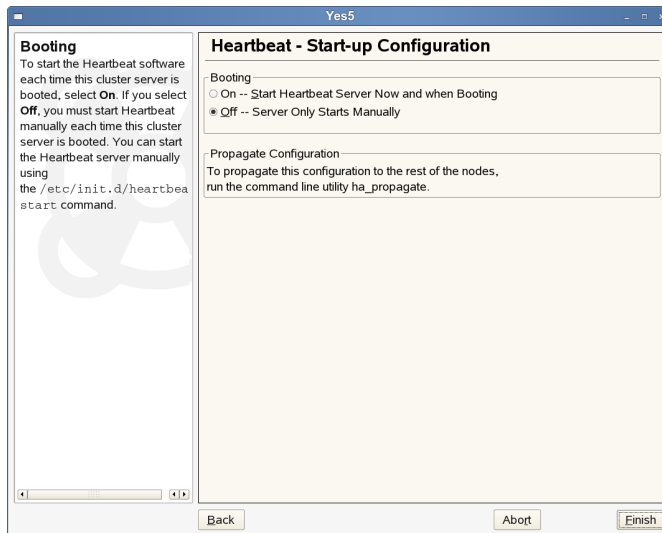 Yes5
Booting
To start the Heartbeat software
each time this cluster server is
booted, select On. If you select
Off, you must start Heartbeat
manually each time this cluster
server is booted. You can start
the Heartbeat server manually
using
the /etc/init.d/heartbea
start command.
Heartbeat - Start-up Configuration
Booting
On -- Start Heartbeat Server Now and when Booting
Off -- Server Only Starts Manually
Propagate Configuration
To propagate this configuration to the rest of the nodes,
run the command line utility ha_propagate.
Back
Abort
Finish